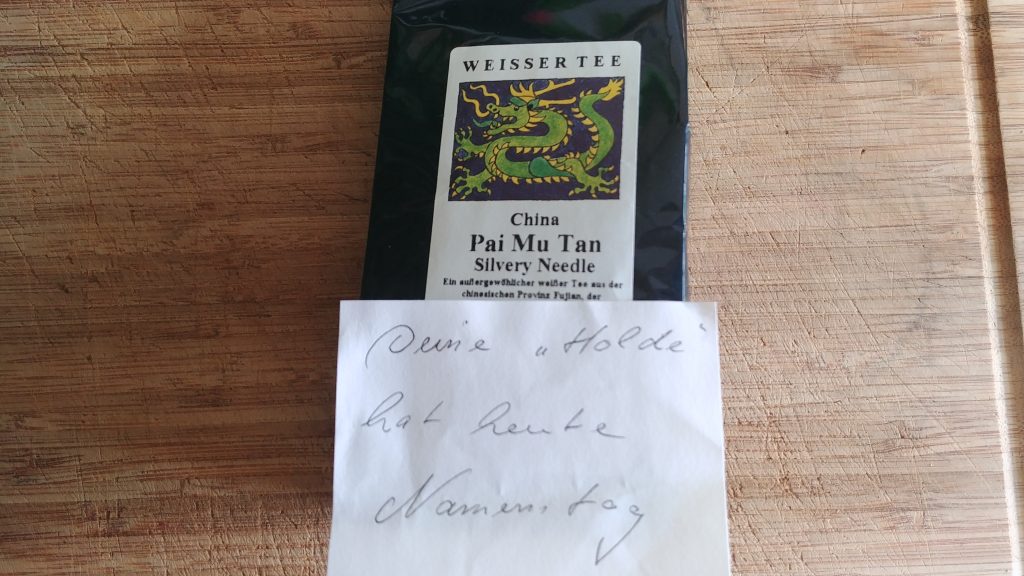 WEISSER TEE
China
Pai Mu Tan
Silvery Needle
Ein außergewöhlicher weißer Tee aus der
chinesischen Provinz Fujian, der
Deine „Holde“
hat heute
Namenstag